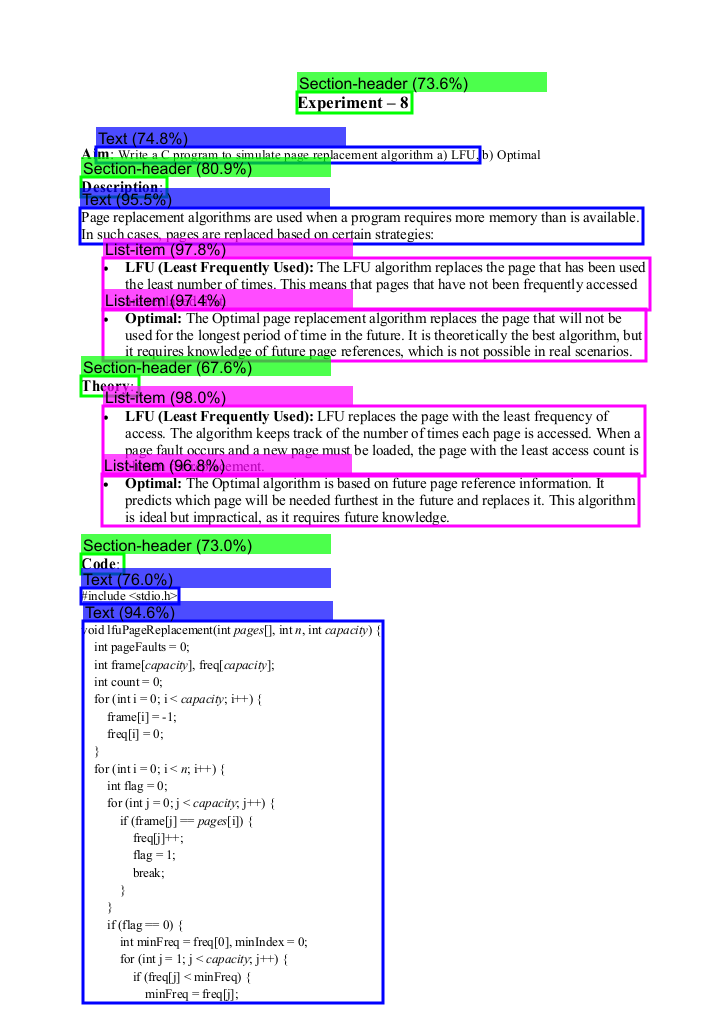 Section-header (73.6%)
Experiment – 8
Text (74.8%)
Aim: Write a C program to simulate page replacement algorithm a) LFU b) Optimal
Section-header (80.9%)
Description:
Text (95.5%)
Page replacement algorithms are used when a program requires more memory than is available.
In such cases, pages are replaced based on certain strategies:
List-item (97.8%)
• LFU (Least Frequently Used): The LFU algorithm replaces the page that has been used
the least number of times. This means that pages that have not been frequently accessed
List-item (97.4%)
• Optimal: The Optimal page replacement algorithm replaces the page that will not be
used for the longest period of time in the future. It is theoretically the best algorithm, but
it requires knowledge of future page references, which is not possible in real scenarios.
Section-header (67.6%)
Theory:
List-item (98.0%)
• LFU (Least Frequently Used): LFU replaces the page with the least frequency of
access. The algorithm keeps track of the number of times each page is accessed. When a
page fault occurs and a new page must be loaded, the page with the least access count is
List-item (96.8%)
• Optimal: The Optimal algorithm is based on future page reference information. It
predicts which page will be needed furthest in the future and replaces it. This algorithm
is ideal but impractical, as it requires future knowledge.
Section-header (73.0%)
Code:
Text (76.0%)
#include <stdio.h>
Text (94.6%)
void lfuPageReplacement(int pages[], int n, int capacity) {
int pageFaults = 0;
int frame[capacity], freq[capacity];
int count = 0;
for (int i = 0; i < capacity; i++) {
frame[i] = -1;
freq[i] = 0;
}
for (int i = 0; i < n; i++) {
int flag = 0;
for (int j = 0; j < capacity; j++) {
if (frame[j] == pages[i]) {
freq[j]++;
flag = 1;
break;
}
}
if (flag == 0) {
int minFreq = freq[0], minIndex = 0;
for (int j = 1; j < capacity; j++) {
if (freq[j] < minFreq) {
minFreq = freq[j];